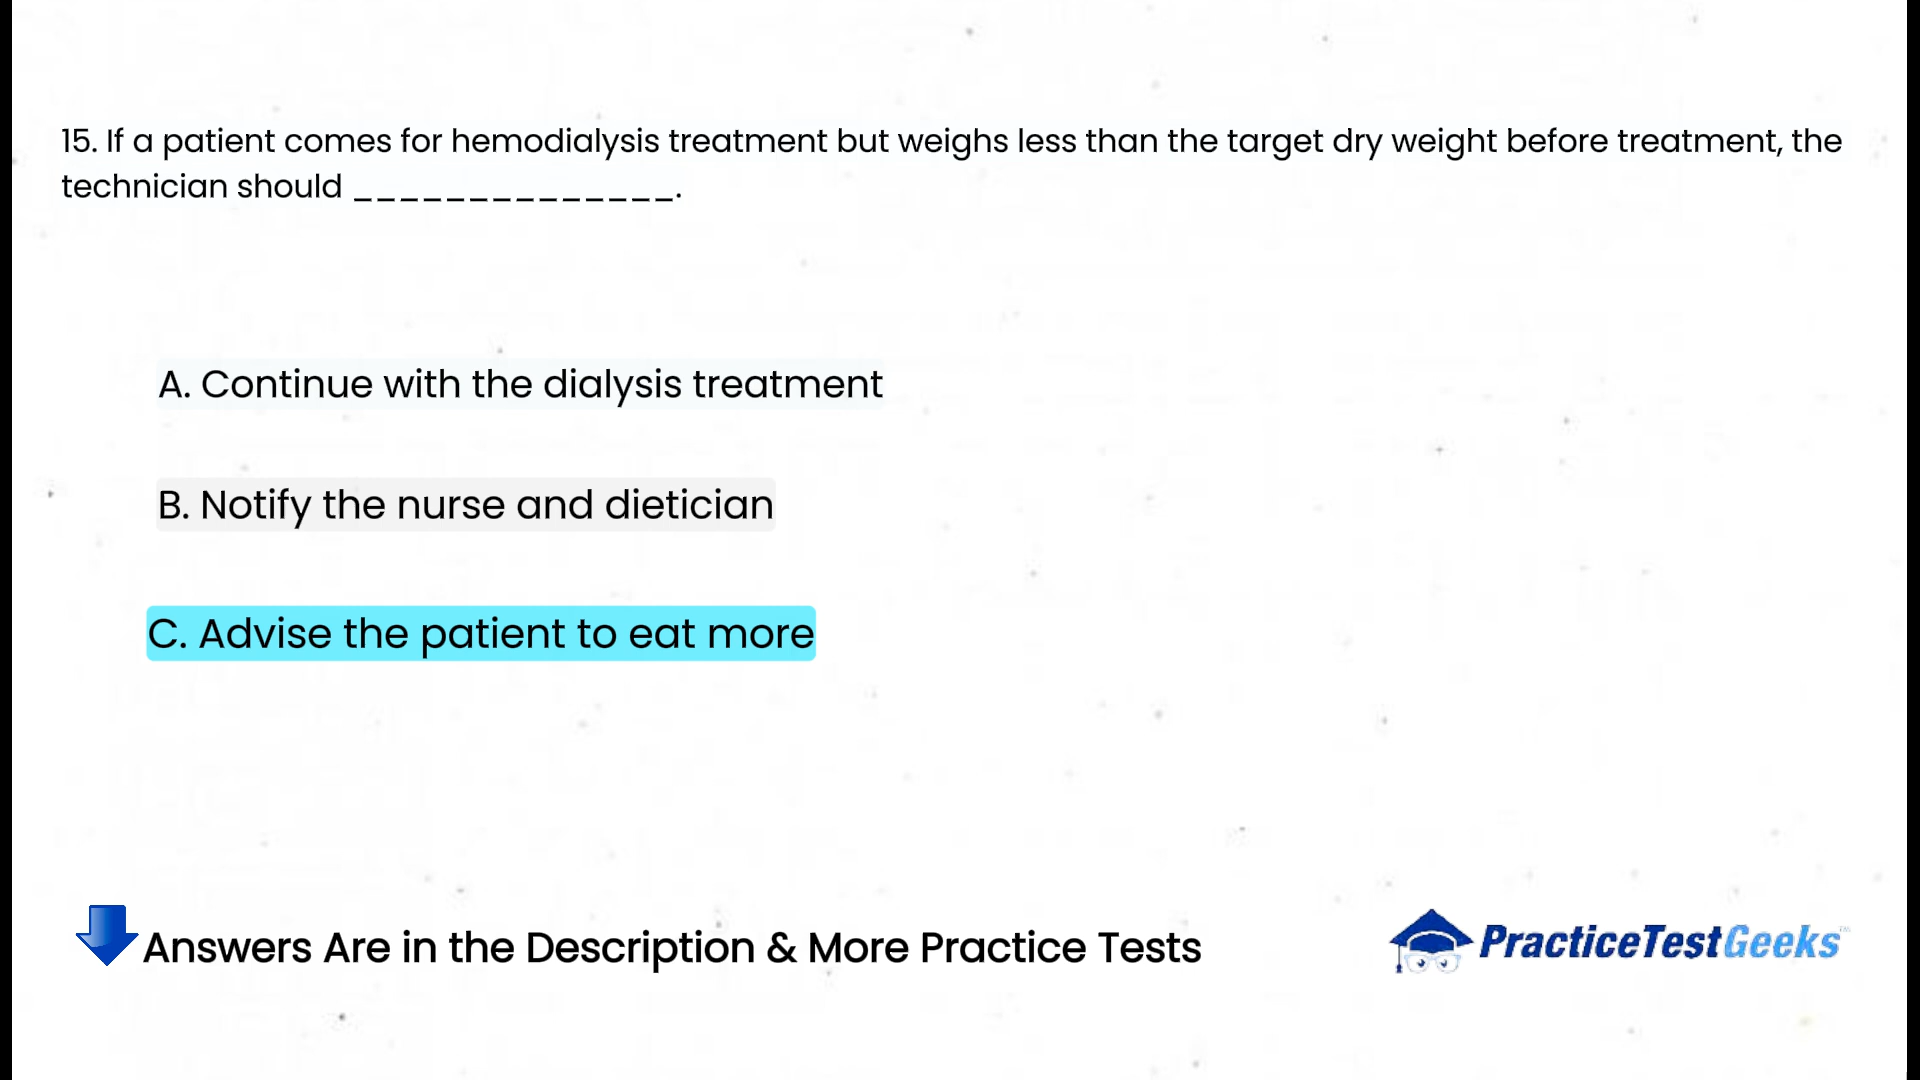 15. If a patient comes for hemodialysis treatment but weighs less than the target dry weight before treatment, the
technician should ______________.
A. Continue with the dialysis treatment
B. Notify the nurse and dietician
C. Advise the patient to eat more
Answers Are in the Description & More Practice Tests
PracticeTestGeeks